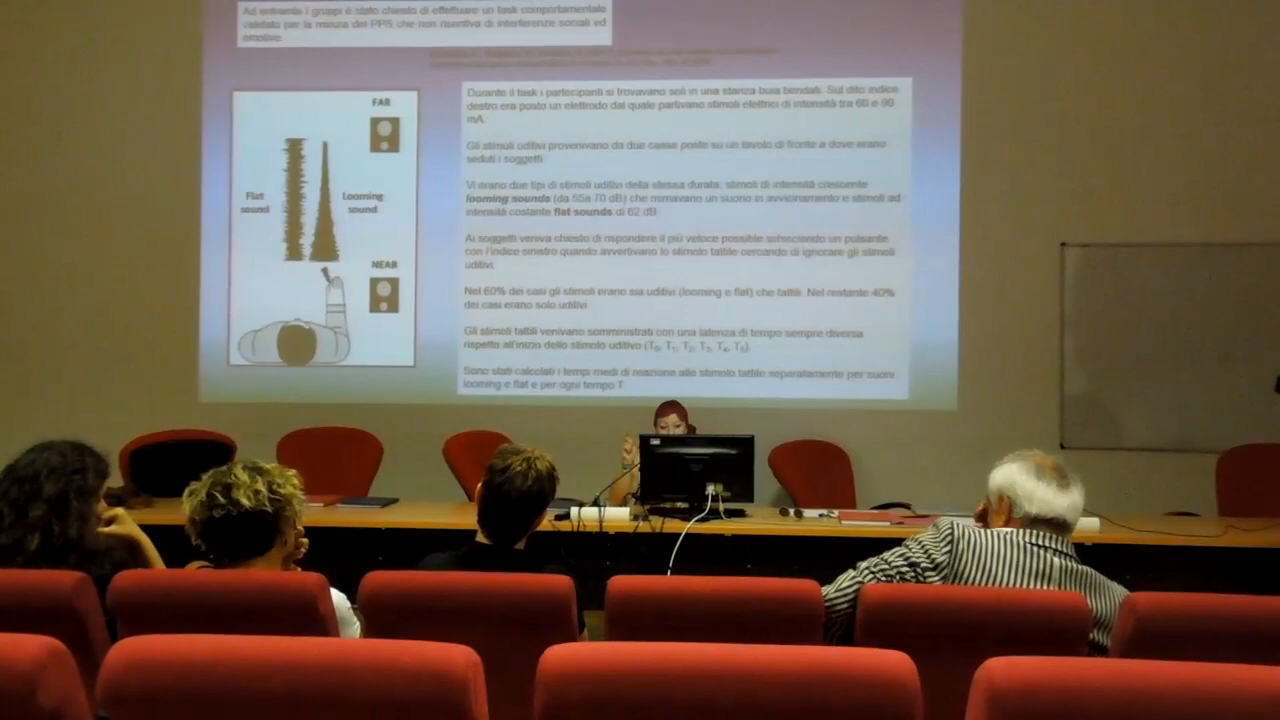 Ad entrambi i gruppi è stato chiesto di effettuare un task comportamentale
validato per la misura del PPS che non risentiva di interferenze sociali ed
emotive.
FAR
Flat
sound
Looming
sound
NEAR
Durante il task i partecipanti si trovavano soli in una stanza buia bendati. Sul dito indice
destro era posto un elettrodo dal quale partivano stimoli elettrici di intensità tra 60 e 90
mA.
Gli stimuli uditivi provenivano da due casse poste su un tavolo di fronte a dove erano
seduti i soggetti.
Vi erano due tipi di stimoli uditivi della stessa durata: stimoli di intensità crescente
looming sounds (da 55a 70 dB) che mimavano un suono in avvicinamento e stimoli ad
intensità costante flat sounds di 62 dB.
Ai soggetti veniva chiesto di rispondere il più veloce possibile schiacciando un pulsante
con l'indice sinistro quando avvertivano lo stimolo tattile cercando di ignorare gli stimoli
uditivi.
Nel 60% dei casi gli stimoli erano sia uditivi (looming e flat) che tattili. Nel restante 40%
dei casi erano solo uditivi.
Gli stimoli tattili venivano somministrati con una latenza di tempo sempre diversa
rispetto all'inizio dello stimolo uditivo (T0, T1, T2, T3, T4, T5).
Sono stati calcolati i tempi medi di reazione allo stimolo tattile separatamente per suoni
looming e flat e per ogni tempo T.